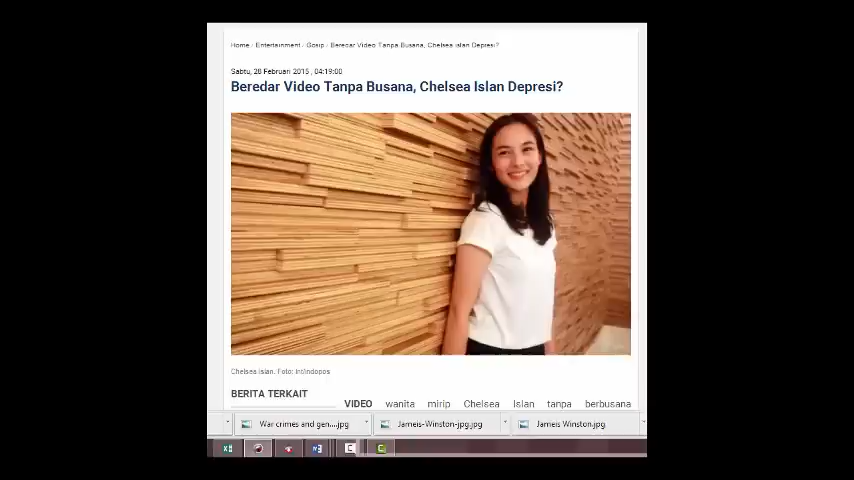 Home / Entertainment / Gosip / Beredar Video Tanpa Busana, Chelsea Islan Depresi?
Sabtu, 28 Februari 2015 , 04:19:00
Beredar Video Tanpa Busana, Chelsea Islan Depresi?
Chelsea Islan. Foto: int/indopos
BERITA TERKAIT
VIDEO wanita mirip Chelsea Islan tanpa berbusana
War crimes and gen....jpg
Jameis-Winston-jpg.jpg
Jameis Winston.jpg